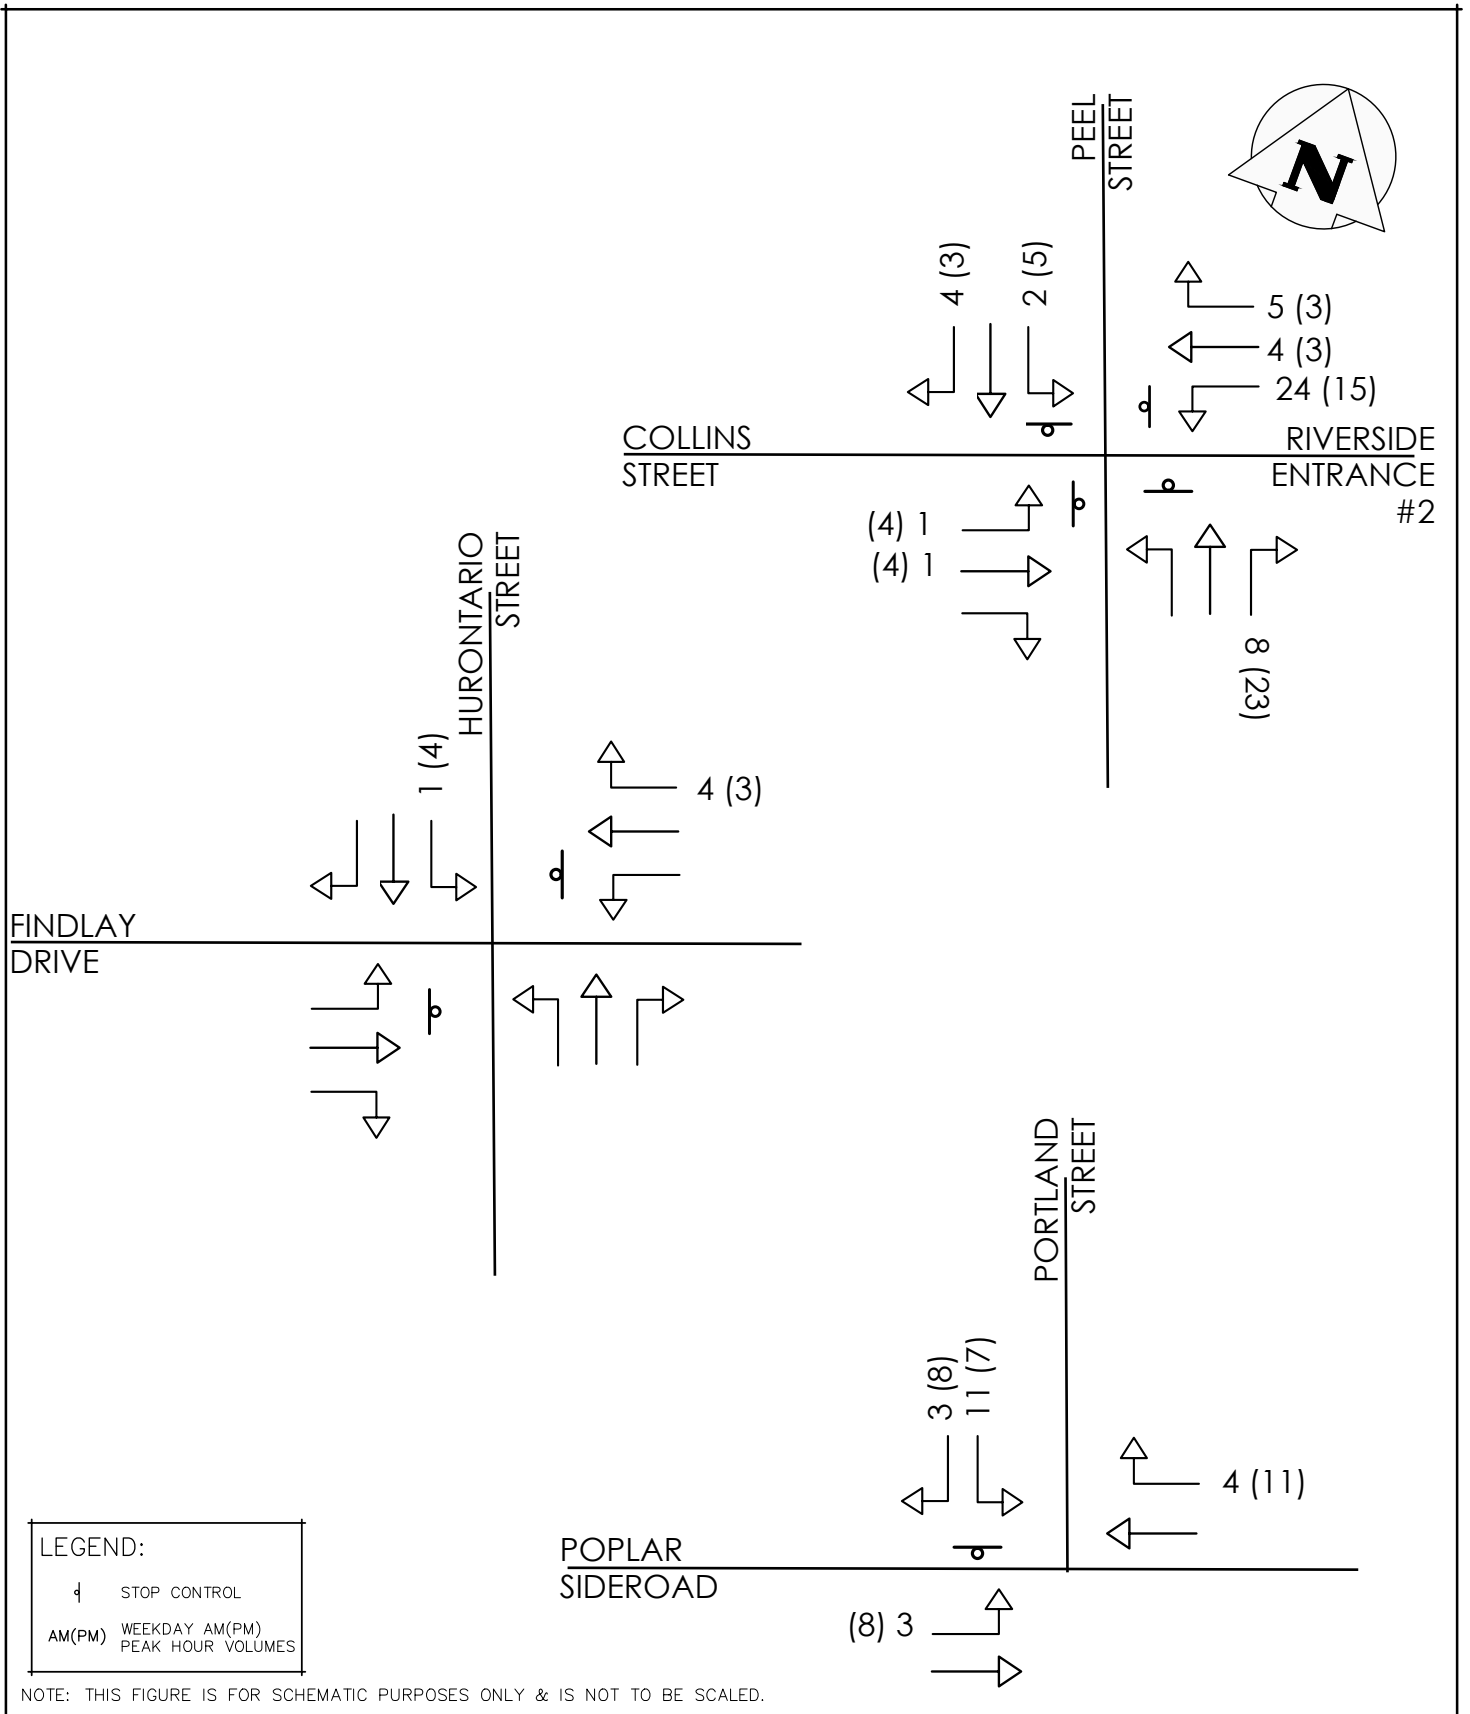 PEEL
STREET
N
4 (3)
2 (5)
5 (3)
4 (3)
24 (15)
COLLINS
STREET
RIVERSIDE
ENTRANCE
#2
(4) 1
(4) 1
8 (23)
HURONTARIO
STREET
1 (4)
4 (3)
FINDLAY
DRIVE
PORTLAND
STREET
3 (8)
11 (7)
4 (11)
POPLAR
SIDEROAD
(8) 3
LEGEND:
STOP CONTROL
AM(PM) WEEKDAY AM(PM)
PEAK HOUR VOLUMES
NOTE: THIS FIGURE IS FOR SCHEMATIC PURPOSES ONLY & IS NOT TO BE SCALED.